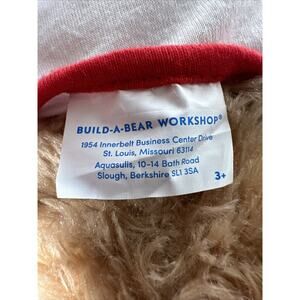 BUILD-A-BEAR WORKSHOP®
1954 Innerbelt Business Center Drive
St. Louis, Missouri 63114
Aquasulis, 10-14 Bath Road
Slough, Berkshire SL1 3SA
3+